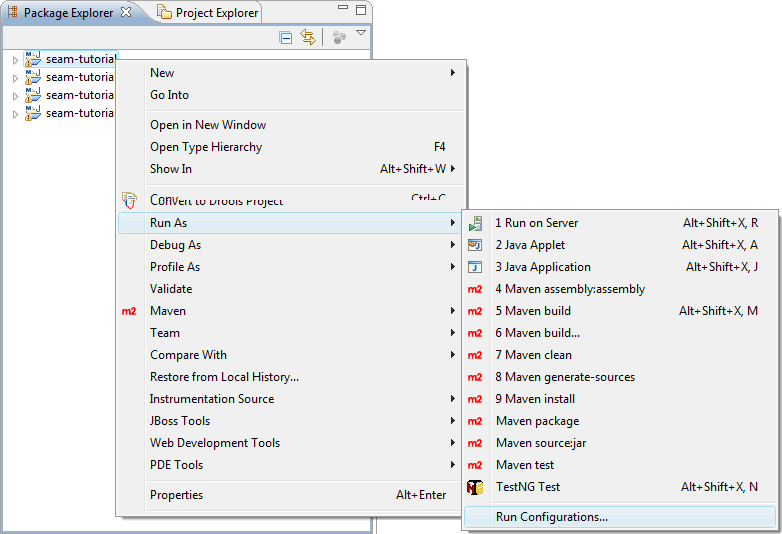 Package Explorer Project Explorer
seam-tutorial
seam-tutoria
seam-tutoria
seam-tutoria
New
Go Into
Open in New Window
Open Type Hierarchy F4
Show In Alt+Shift+W
Convert to Drools Project Ctrl+C
Run As
Debug As
Profile As
Validate
m2 Maven
Team
Compare With
Restore from Local History...
Instrumentation Source
JBoss Tools
Web Development Tools
PDE Tools
Properties Alt+Enter
1 Run on Server Alt+Shift+X, R
2 Java Applet Alt+Shift+X, A
3 Java Application Alt+Shift+X, J
m2 4 Maven assembly:assembly
m2 5 Maven build Alt+Shift+X, M
m2 6 Maven build...
m2 7 Maven clean
m2 8 Maven generate-sources
m2 9 Maven install
m2 Maven package
m2 Maven source:jar
m2 Maven test
TestNG Test Alt+Shift+X, N
Run Configurations...